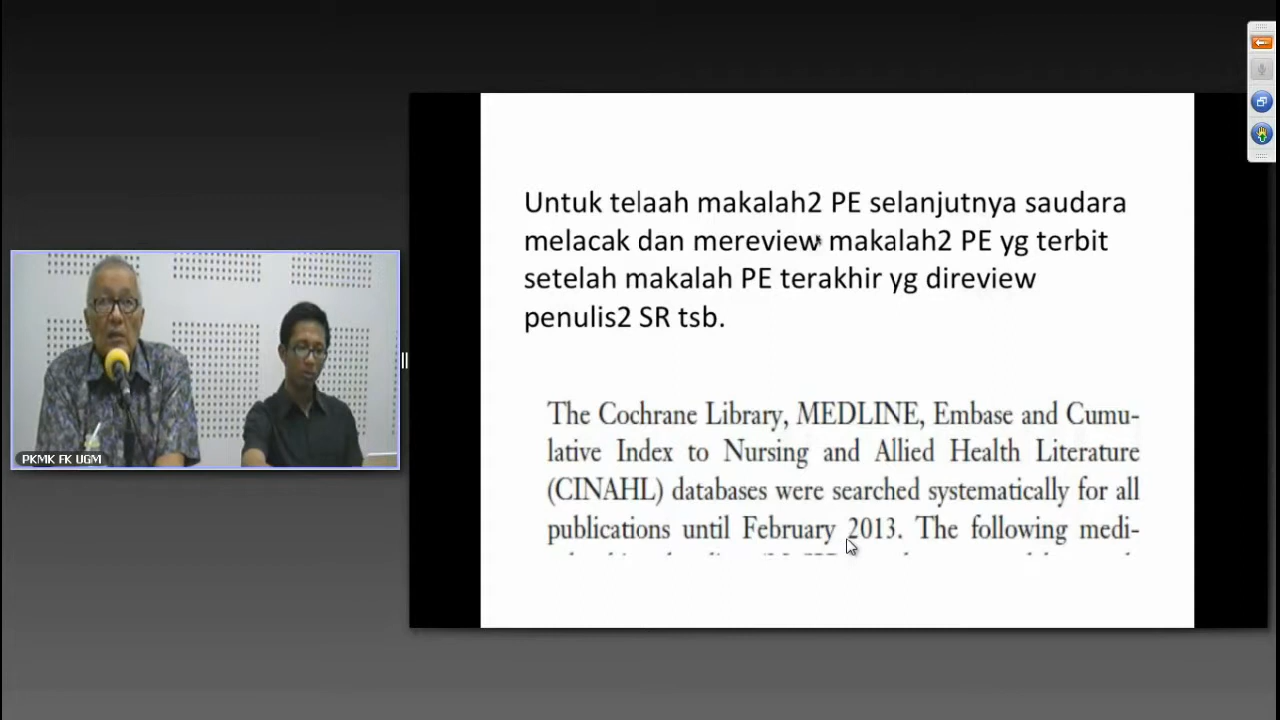 Untuk telaah makalah2 PE selanjutnya saudara
melacak dan mereview makalah2 PE yg terbit
setelah makalah PE terakhir yg direview
penulis2 SR tsb.
The Cochrane Library, MEDLINE, Embase and Cumu-
lative Index to Nursing and Allied Health Literature
(CINAHL) databases were searched systematically for all
publications until February 2013. The following medi-
PKMK FK UGM